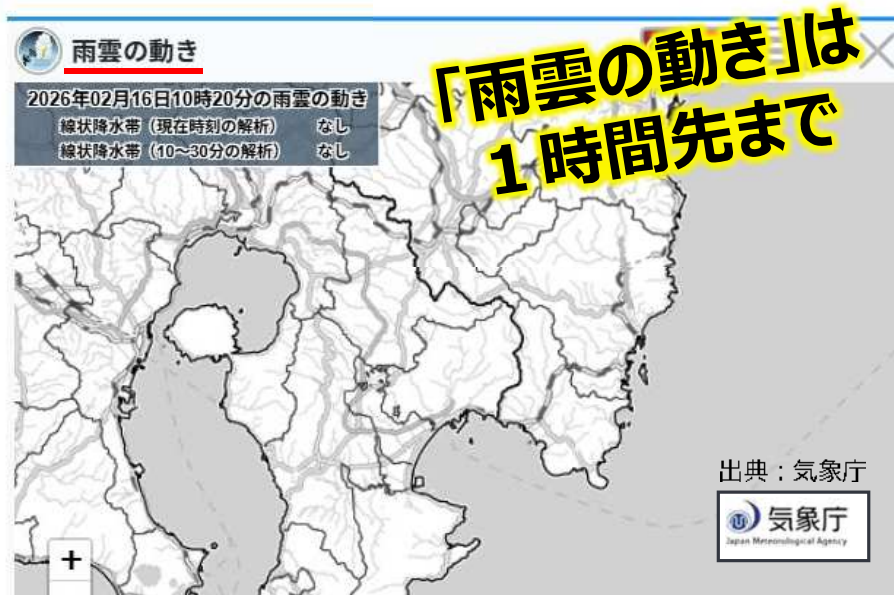 雨雲の動き
「雨雲の動き」は
１時間先まで
2026年02月16日10時20分の雨雲の動き
線状降水帯（現在時刻の解析） なし
線状降水帯（10～30分の解析） なし
出典：気象庁
気象庁
Japan Meteorological Agency
+